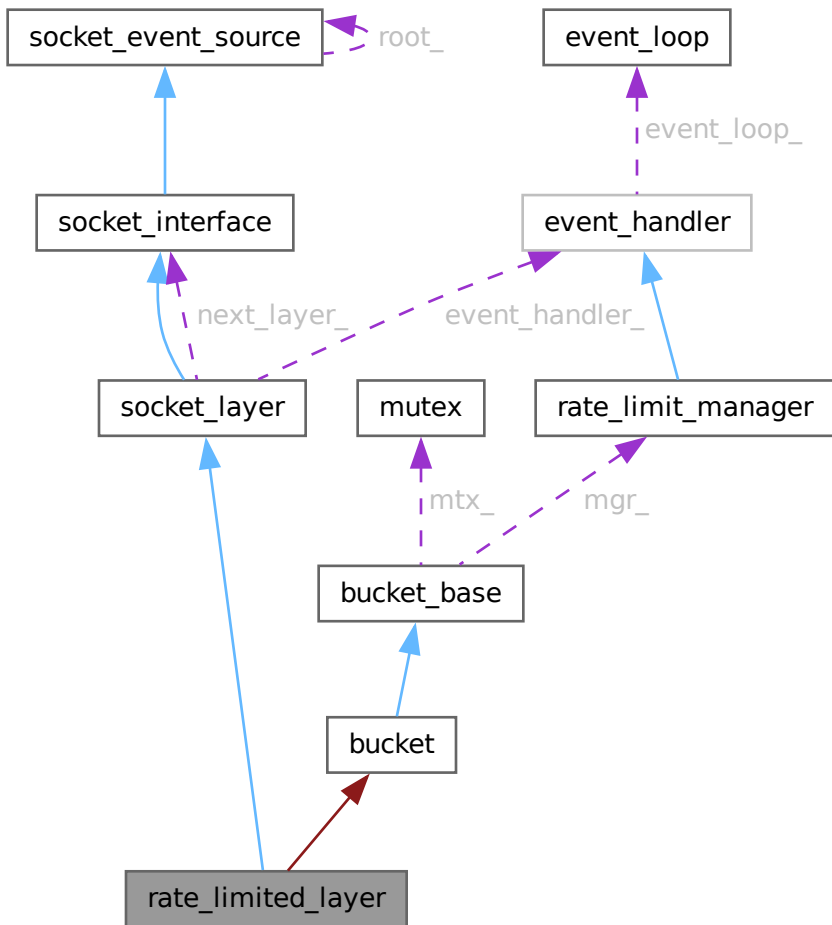 socket_event_source
root_
event_loop
event_loop_
socket_interface
event_handler
next_layer_
event_handler_
socket_layer
mutex
rate_limit_manager
mtx_
mgr_
bucket_base
bucket
rate_limited_layer